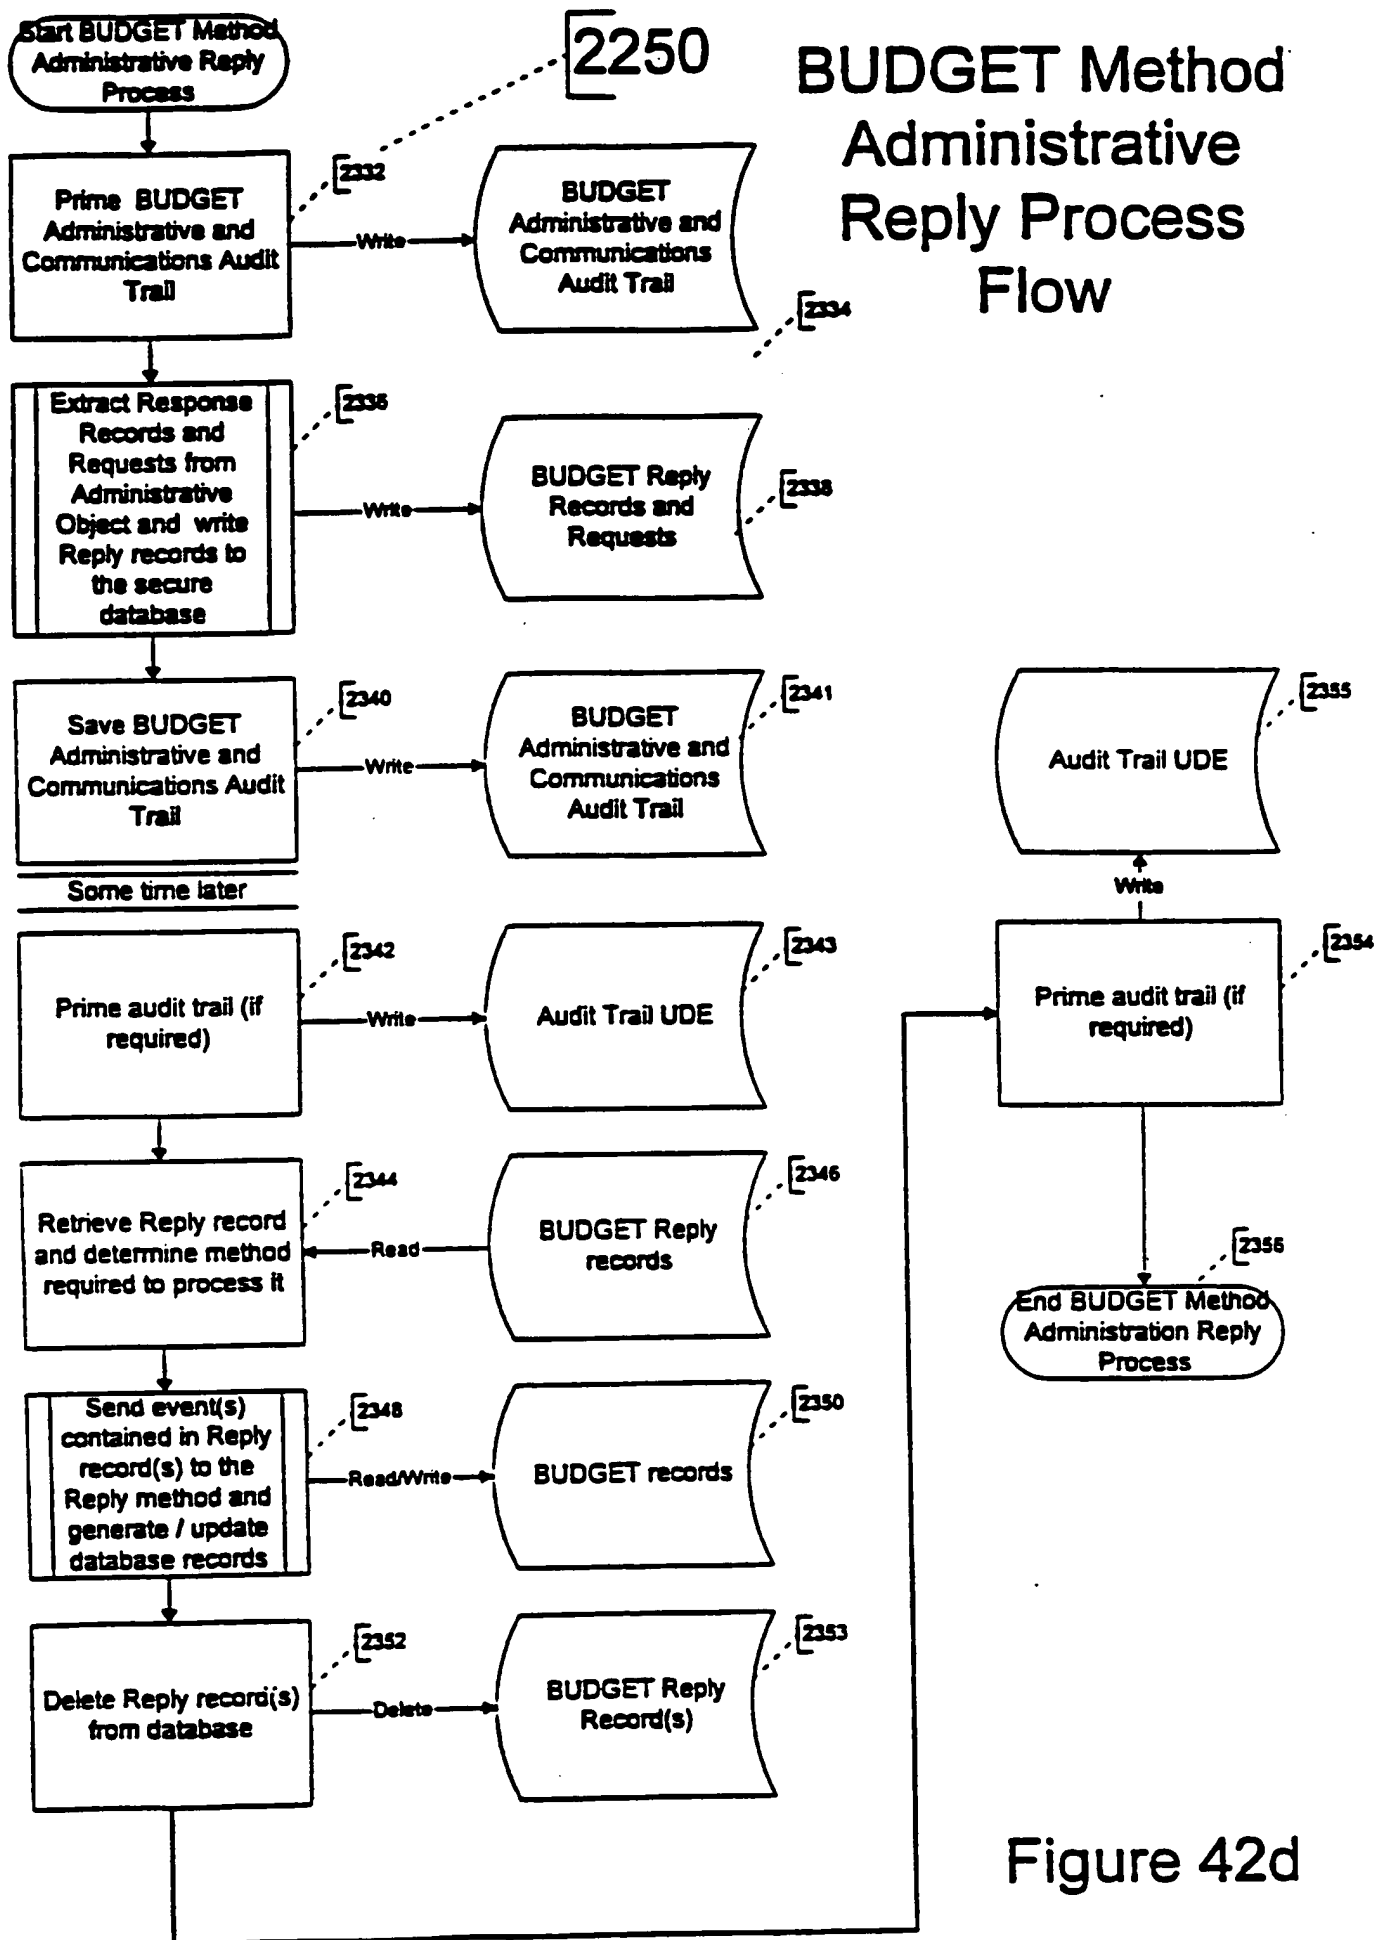 Start BUDGET Method
Administrative Reply
Process
2250
BUDGET Method
Administrative
Reply Process
Flow
Prime BUDGET
Administrative and
Communications Audit
Trail
2332
Write
BUDGET
Administrative and
Communications
Audit Trail
2334
Extract Response
Records and
Requests from
Administrative
Object and write
Reply records to
the secure
database
2336
Write
BUDGET Reply
Records and
Requests
2338
Save BUDGET
Administrative and
Communications Audit
Trail
2340
Write
BUDGET
Administrative and
Communications
Audit Trail
2341
Some time later
Prime audit trail (if
required)
2342
Write
Audit Trail UDE
2343
Retrieve Reply record
and determine method
required to process it
2344
Read
BUDGET Reply
records
2346
Send event(s)
contained in Reply
record(s) to the
Reply method and
generate / update
database records
2348
Read/Write
BUDGET records
2350
Delete Reply record(s)
from database
2352
Delete
BUDGET Reply
Record(s)
2353
Audit Trail UDE
2355
Write
Prime audit trail (if
required)
2354
2356
End BUDGET Method
Administration Reply
Process
Figure 42d